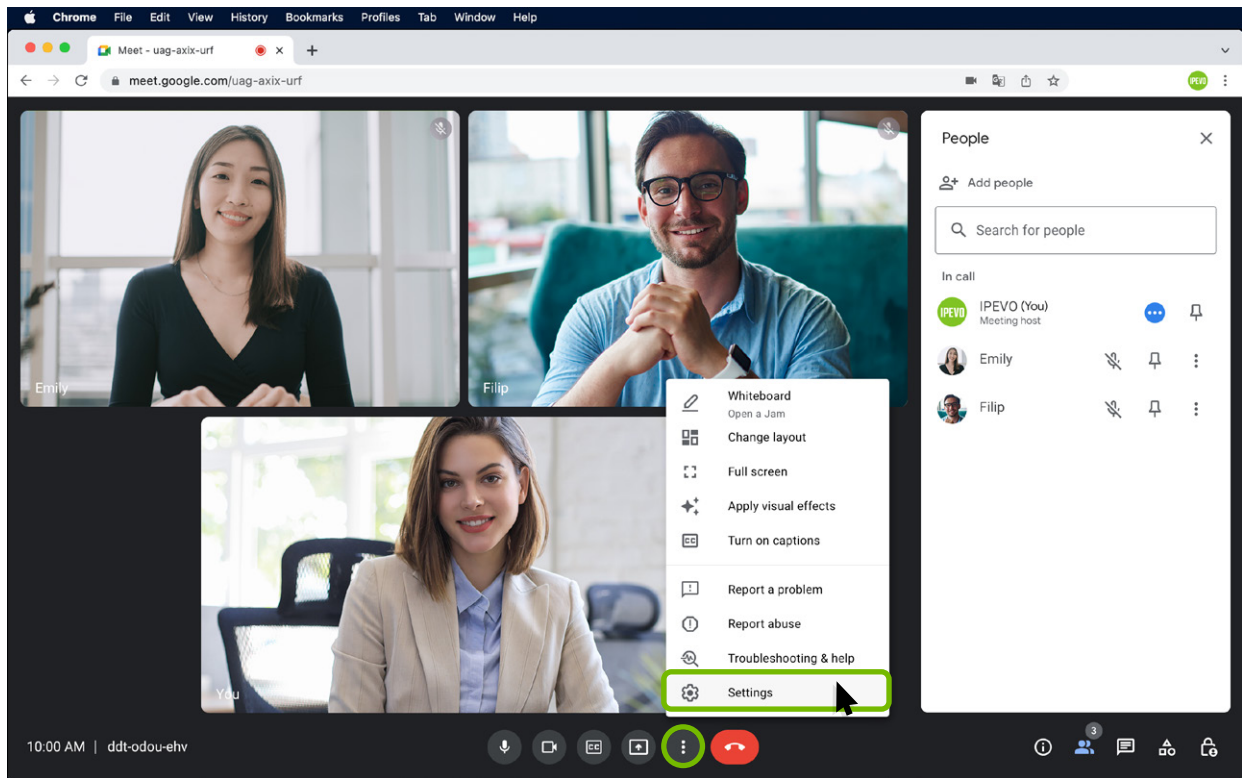 Chrome File Edit View History Bookmarks Profiles Tab Window Help
Meet - uag-axix-urf
meet.google.com/uag-axix-urf
IPEVO
Emily
Filip
You
People
Add people
Search for people
In call
IPEVO
IPEVO (You)
Meeting host
Emily
Filip
Whiteboard
Open a Jam
Change layout
Full screen
Apply visual effects
CC
Turn on captions
Report a problem
Report abuse
Troubleshooting & help
Settings
10:00 AM | ddt-odou-ehv
CC
3